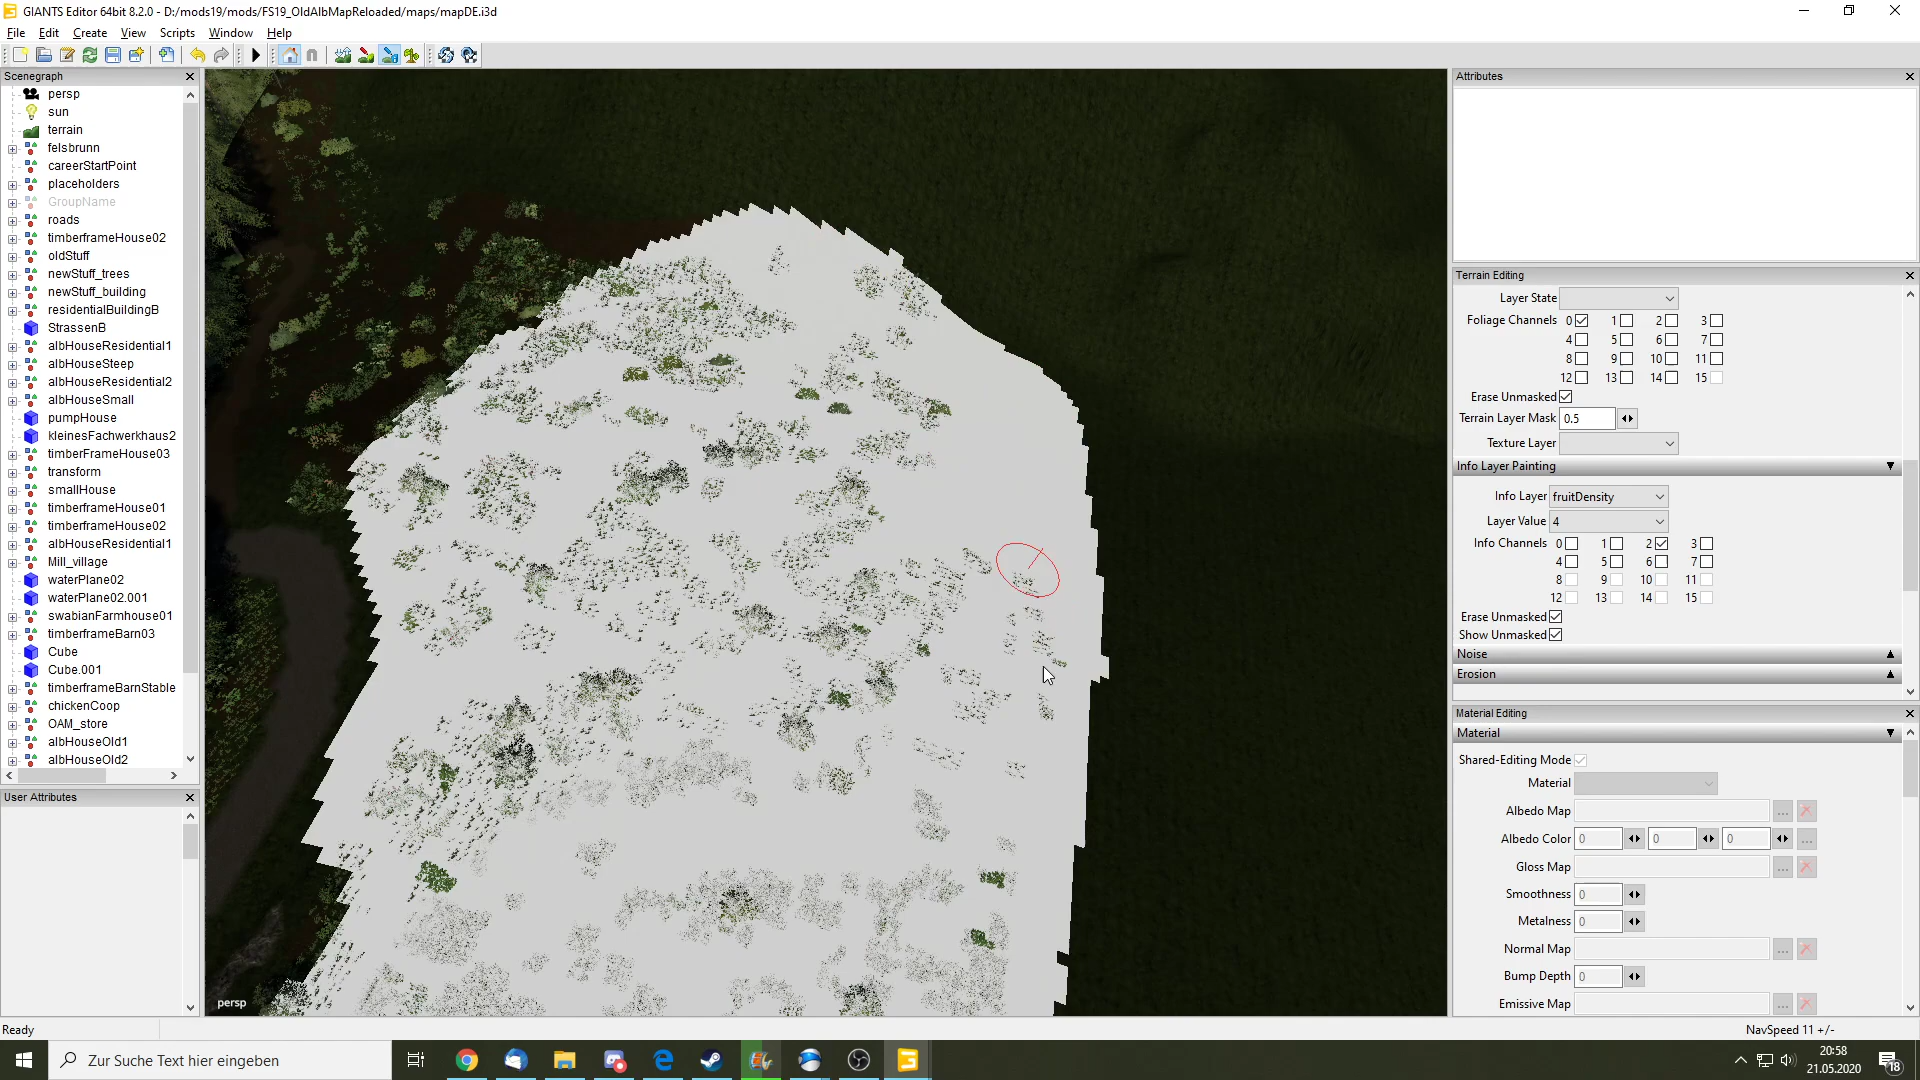 GIANTS Editor 64bit 8.2.0 - D:/mods19/mods/FS19_OldAlbMapReloaded/maps/mapDE.i3d
File Edit Create View Scripts Window Help
Scenegraph
persp
sun
terrain
felsbrunn
careerStartPoint
placeholders
GroupName
roads
timberframeHouse02
oldStuff
newStuff_trees
newStuff_building
residentialBuildingB
StrassenB
albHouseResidential1
albHouseSteep
albHouseResidential2
albHouseSmall
pumpHouse
kleinesFachwerkhaus2
timberFrameHouse03
transform
smallHouse
timberframeHouse01
timberframeHouse02
albHouseResidential1
Mill_village
waterPlane02
waterPlane02.001
swabianFarmhouse01
timberframeBarn03
Cube
Cube.001
timberframeBarnStable
chickenCoop
OAM_store
albHouseOld1
albHouseOld2
User Attributes
persp
Attributes
Terrain Editing
Layer State
Foliage Channels 0 1 2 3
4 5 6 7
8 9 10 11
12 13 14 15
Erase Unmasked
Terrain Layer Mask 0.5
Texture Layer
Info Layer Painting
Info Layer fruitDensity
Layer Value 4
Info Channels 0 1 2 3
4 5 6 7
8 9 10 11
12 13 14 15
Erase Unmasked
Show Unmasked
Noise
Erosion
Material Editing
Material
Shared-Editing Mode
Material
Albedo Map ...
Albedo Color 0 0 0 ...
Gloss Map ...
Smoothness 0
Metalness 0
Normal Map ...
Bump Depth 0
Emissive Map ...
Ready
NavSpeed 11 +/-
Zur Suche Text hier eingeben
20:58
21.05.2020
18